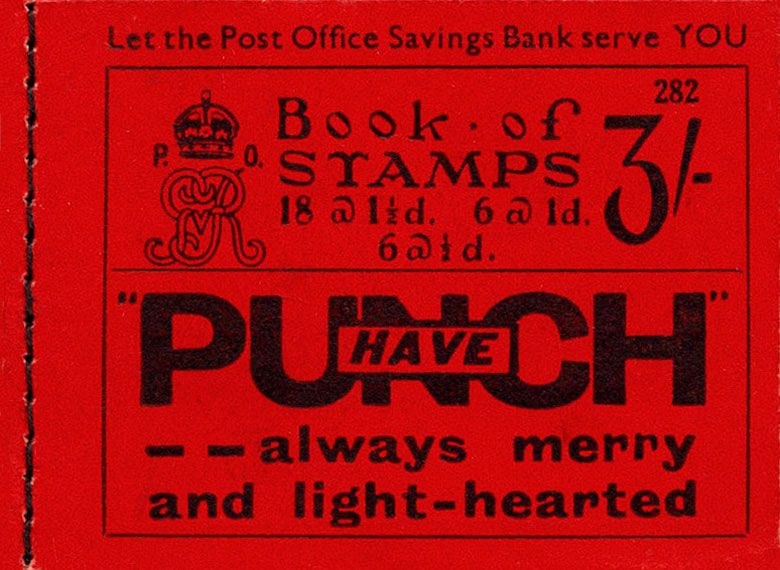 Let the Post Office Savings Bank serve YOU
282
P. O.
Book · of
STAMPS
3/-
18 @ 1½d. 6 @ 1d.
6 @ ½d.
"PUNCH"
HAVE
– – always merry
and light-hearted